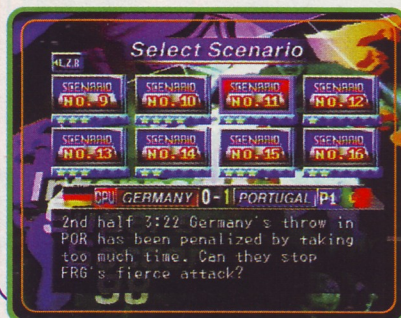 Select Scenario
L,Z,R
SCENARIO NO.9
SCENARIO NO.10
SCENARIO NO.11
SCENARIO NO.12
SCENARIO NO.13
SCENARIO NO.14
SCENARIO NO.15
SCENARIO NO.16
CPU GERMANY 0-1 PORTUGAL P1
2nd half 3:22 Germany's throw in
POR has been penalized by taking
too much time. Can they stop
FRG's fierce attack?
98